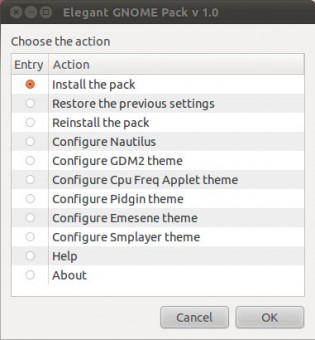 Elegant GNOME Pack v 1.0
Choose the action
Entry Action
Install the pack
Restore the previous settings
Reinstall the pack
Configure Nautilus
Configure GDM2 theme
Configure Cpu Freq Applet theme
Configure Pidgin theme
Configure Emesene theme
Configure Smplayer theme
Help
About
Cancel OK